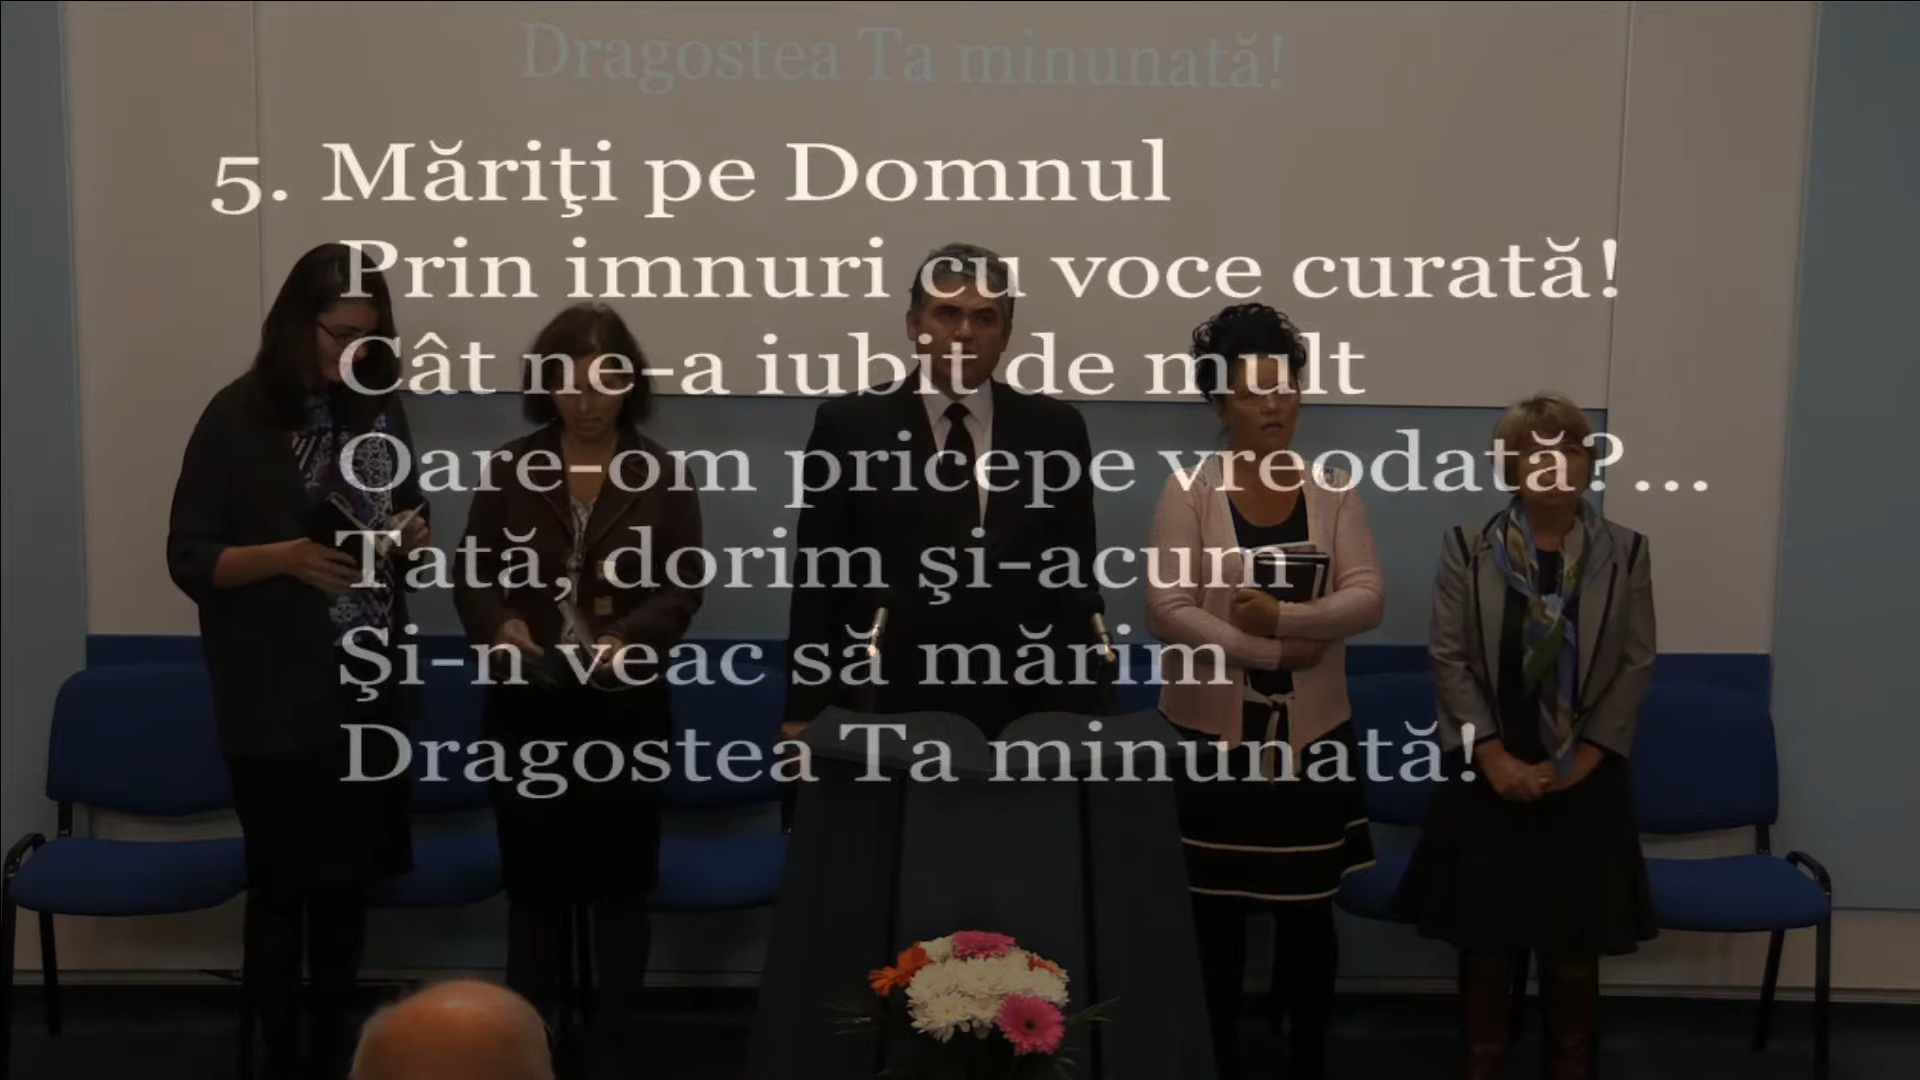 Dragostea Ta minunată!
5. Măriţi pe Domnul
Prin imnuri cu voce curată!
Cât ne-a iubit de mult
Oare-om pricepe vreodată?...
Tată, dorim şi-acum
Şi-n veac să mărim
Dragostea Ta minunată!